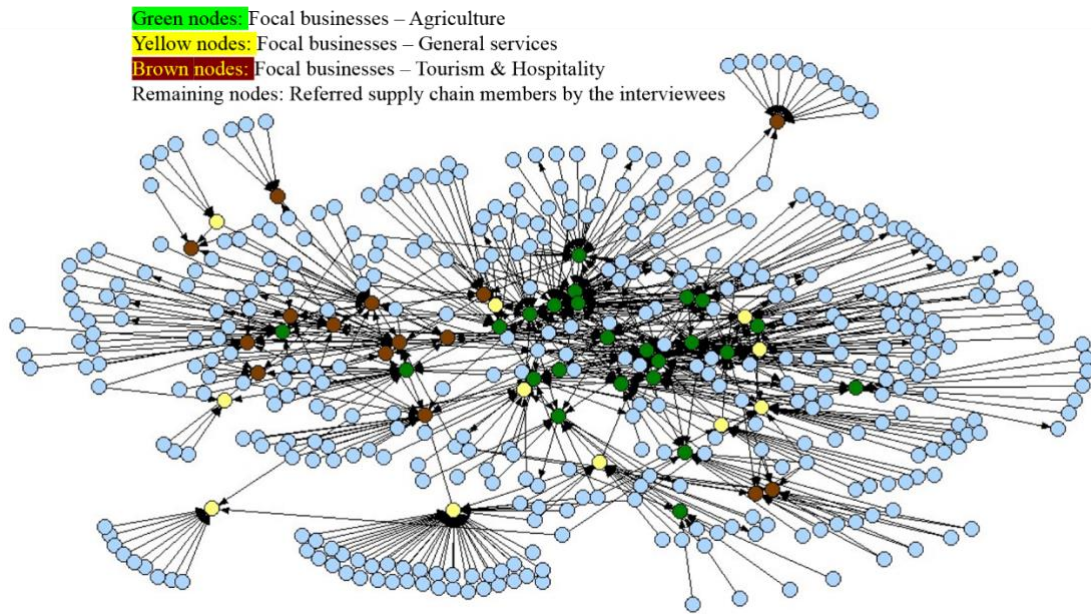 Green nodes: Focal businesses – Agriculture
Yellow nodes: Focal businesses – General services
Brown nodes: Focal businesses – Tourism & Hospitality
Remaining nodes: Referred supply chain members by the interviewees